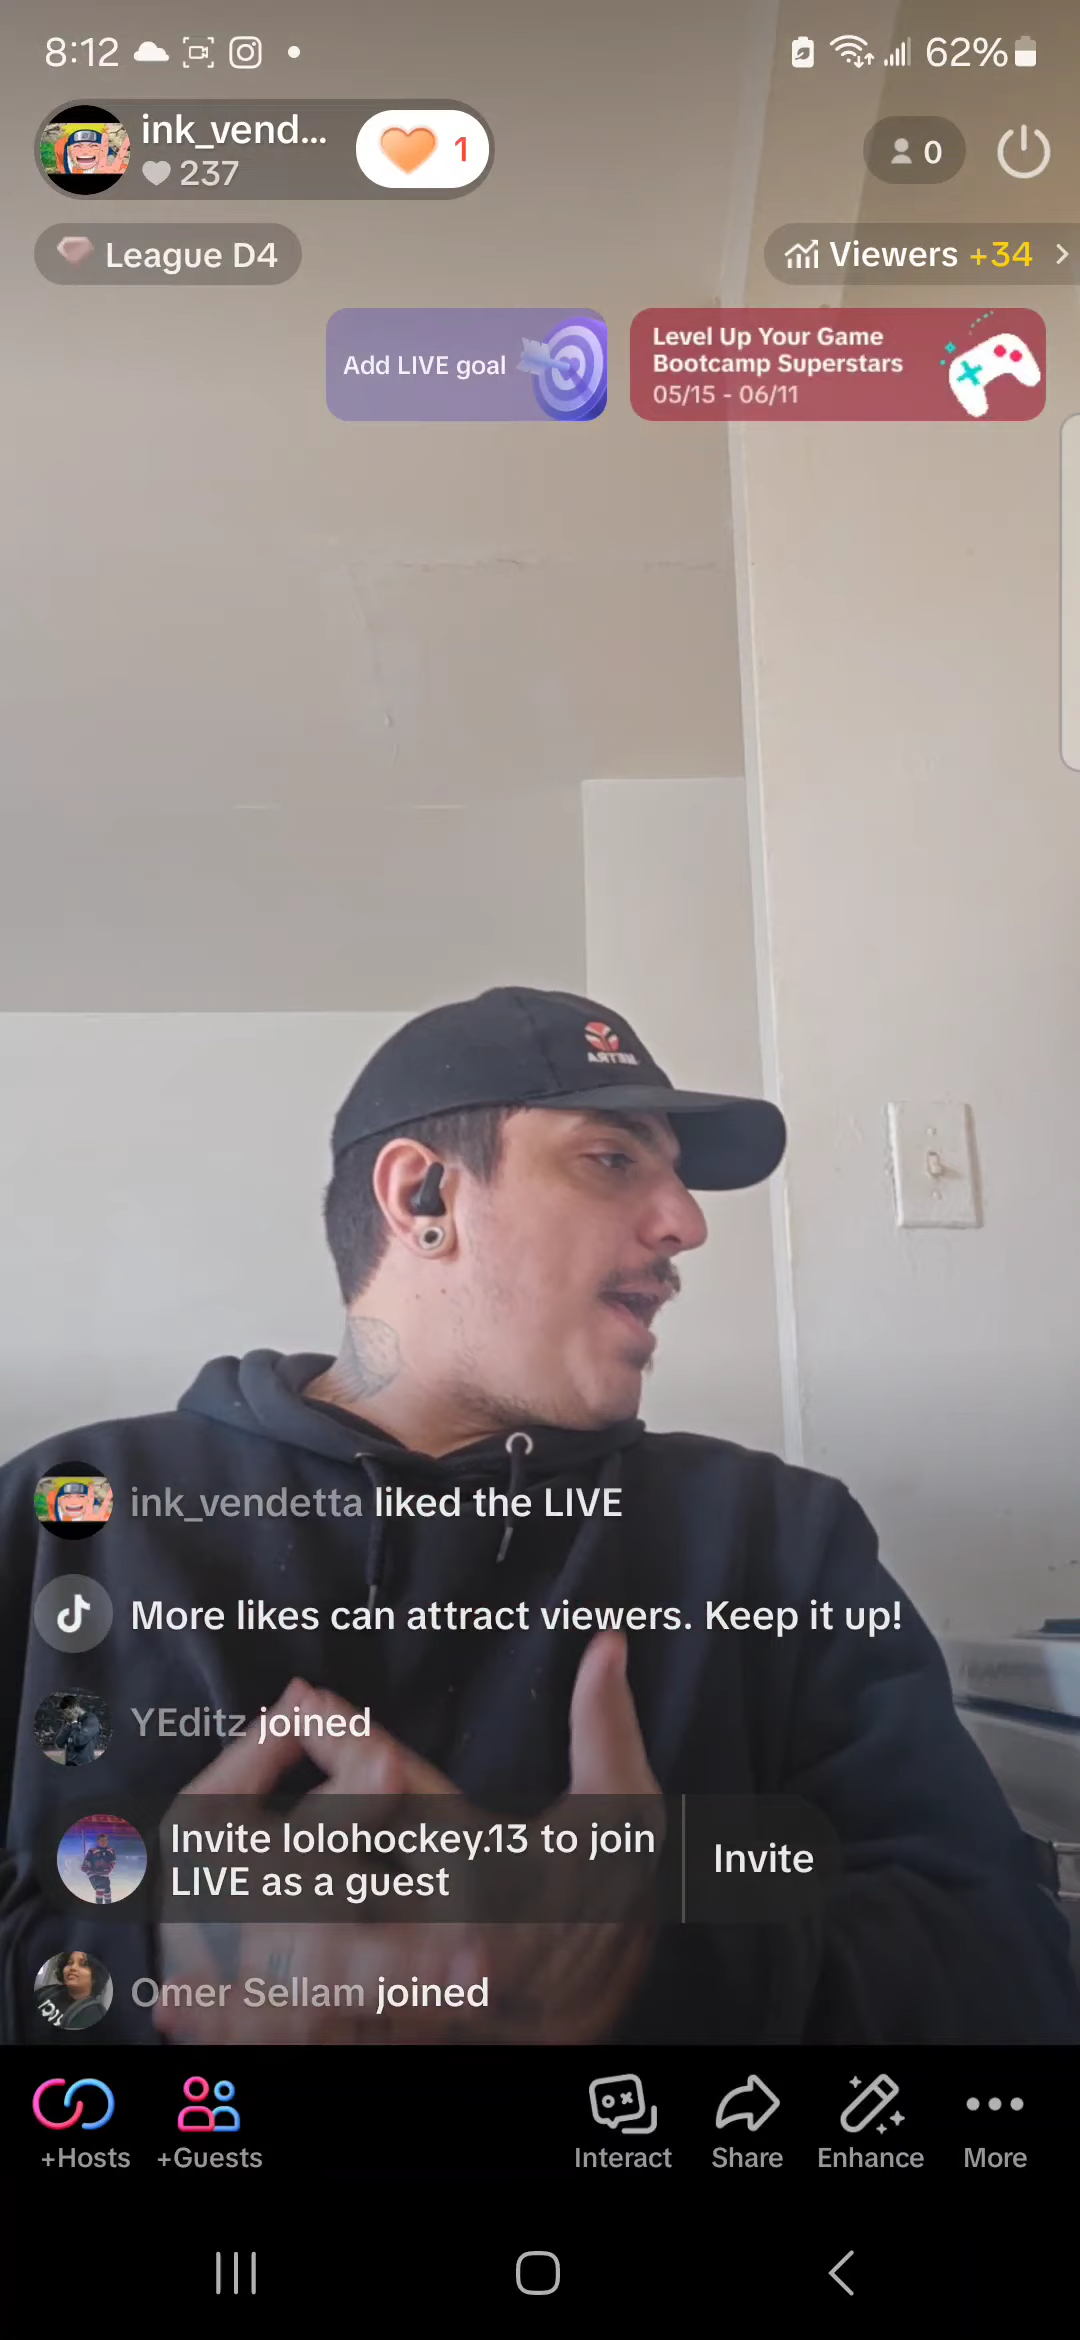 8:12
62%
ink_vend...
237
1
0
League D4
Viewers +34 >
Add LIVE goal
Level Up Your Game
Bootcamp Superstars
05/15 - 06/11
ink_vendetta liked the LIVE
More likes can attract viewers. Keep it up!
YEditz joined
Invite lolohockey.13 to join
LIVE as a guest
Invite
Omer Sellam joined
+Hosts
+Guests
Interact
Share
Enhance
More